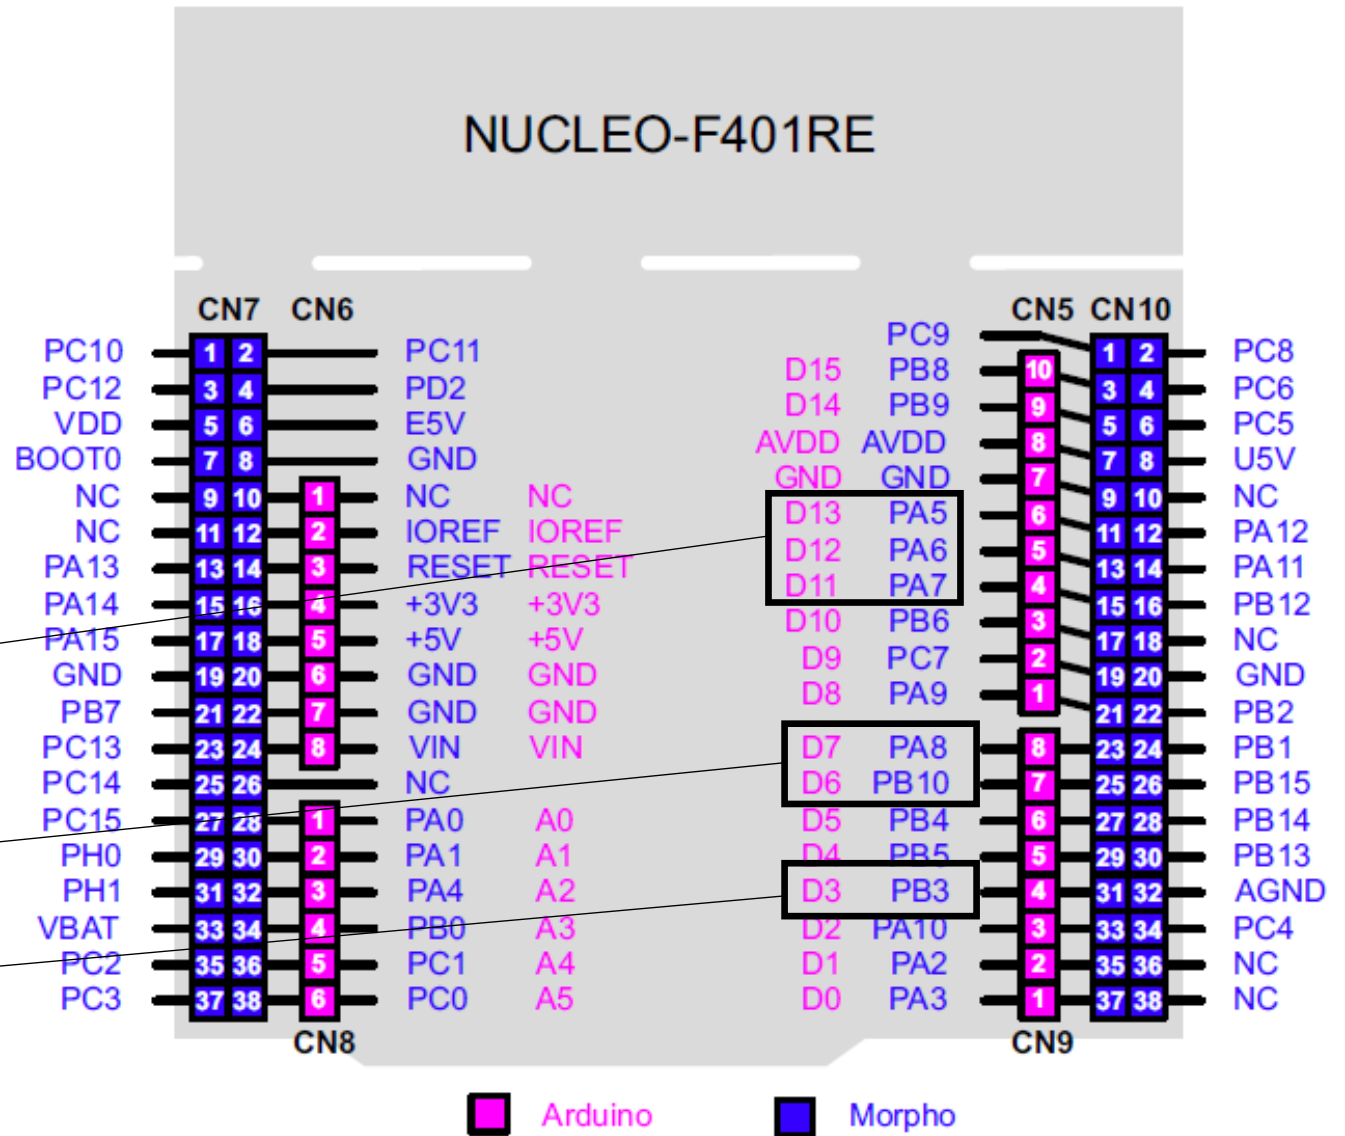 NUCLEO-F401RE
CN7 CN6 CN5 CN10
PC9
PC10 1 2 PC11 D15 PB8 10 1 2 PC8
PC12 3 4 PD2 D14 PB9 9 3 4 PC6
VDD 5 6 E5V AVDD AVDD 8 5 6 PC5
BOOT0 7 8 GND GND GND 7 7 8 U5V
NC 9 10 1 NC NC D13 PA5 6 9 10 NC
NC 11 12 2 IOREF IOREF D12 PA6 5 11 12 PA12
PA13 13 14 3 RESET RESET D11 PA7 4 13 14 PA11
PA14 15 16 4 +3V3 +3V3 D10 PB6 3 15 16 PB12
PA15 17 18 5 +5V +5V D9 PC7 2 17 18 NC
GND 19 20 6 GND GND D8 PA9 1 19 20 GND
PB7 21 22 7 GND GND 21 22 PB2
PC13 23 24 8 VIN VIN D7 PA8 8 23 24 PB1
PC14 25 26 NC D6 PB10 7 25 26 PB15
PC15 27 28 1 PA0 A0 D5 PB4 6 27 28 PB14
PH0 29 30 2 PA1 A1 D4 PB5 5 29 30 PB13
PH1 31 32 3 PA4 A2 D3 PB3 4 31 32 AGND
VBAT 33 34 4 PB0 A3 D2 PA10 3 33 34 PC4
PC2 35 36 5 PC1 A4 D1 PA2 2 35 36 NC
PC3 37 38 6 PC0 A5 D0 PA3 1 37 38 NC
CN8 CN9
Arduino Morpho